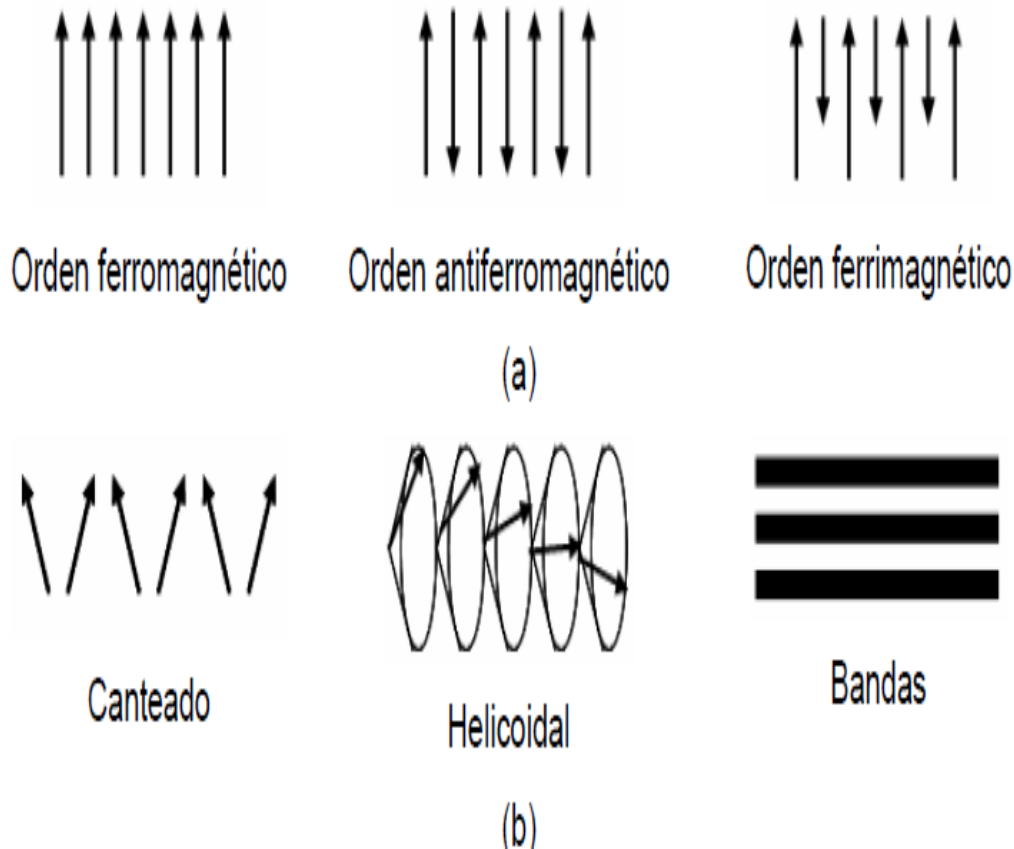 Orden ferromagnético
Orden antiferromagnético
Orden ferrimagnético
(a)
Canteado
Helicoidal
Bandas
(b)